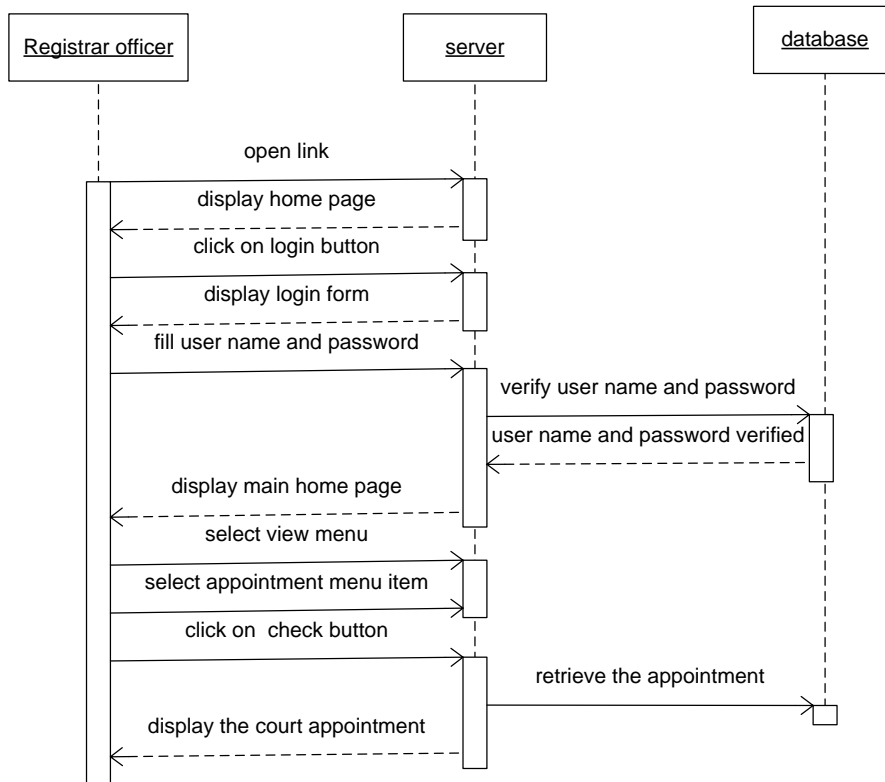 Registrar officer
server
database
open link
display home page
click on login button
display login form
fill user name and password
verify user name and password
user name and password verified
display main home page
select view menu
select appointment menu item
click on check button
retrieve the appointment
display the court appointment